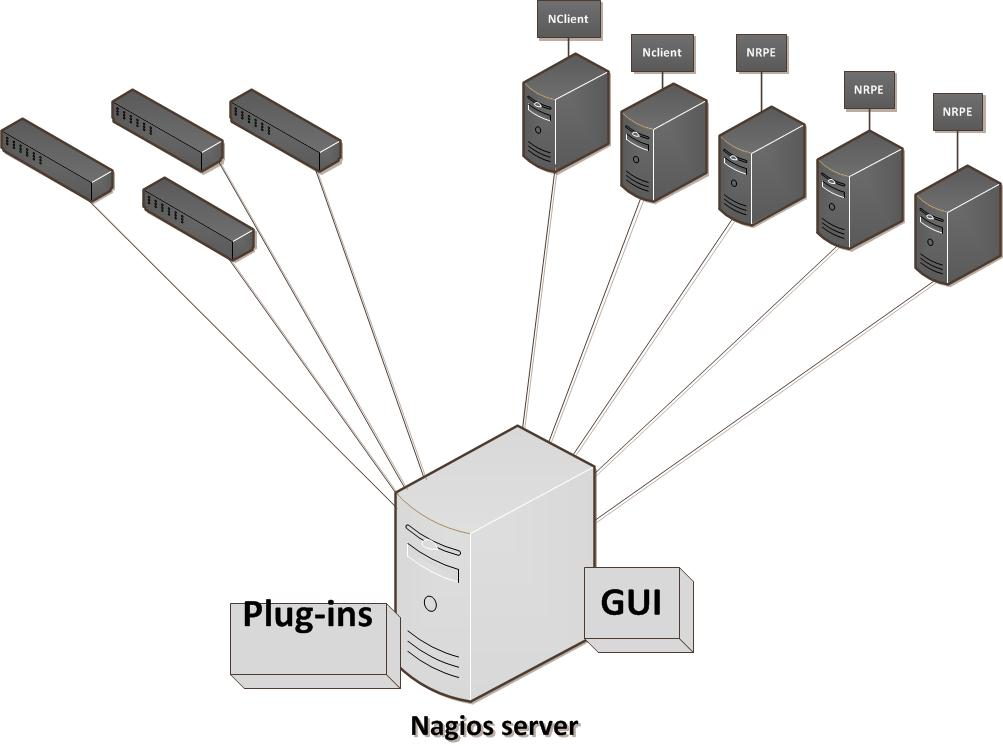 NClient
Nclient
NRPE
NRPE
NRPE
Plug-ins
GUI
Nagios server